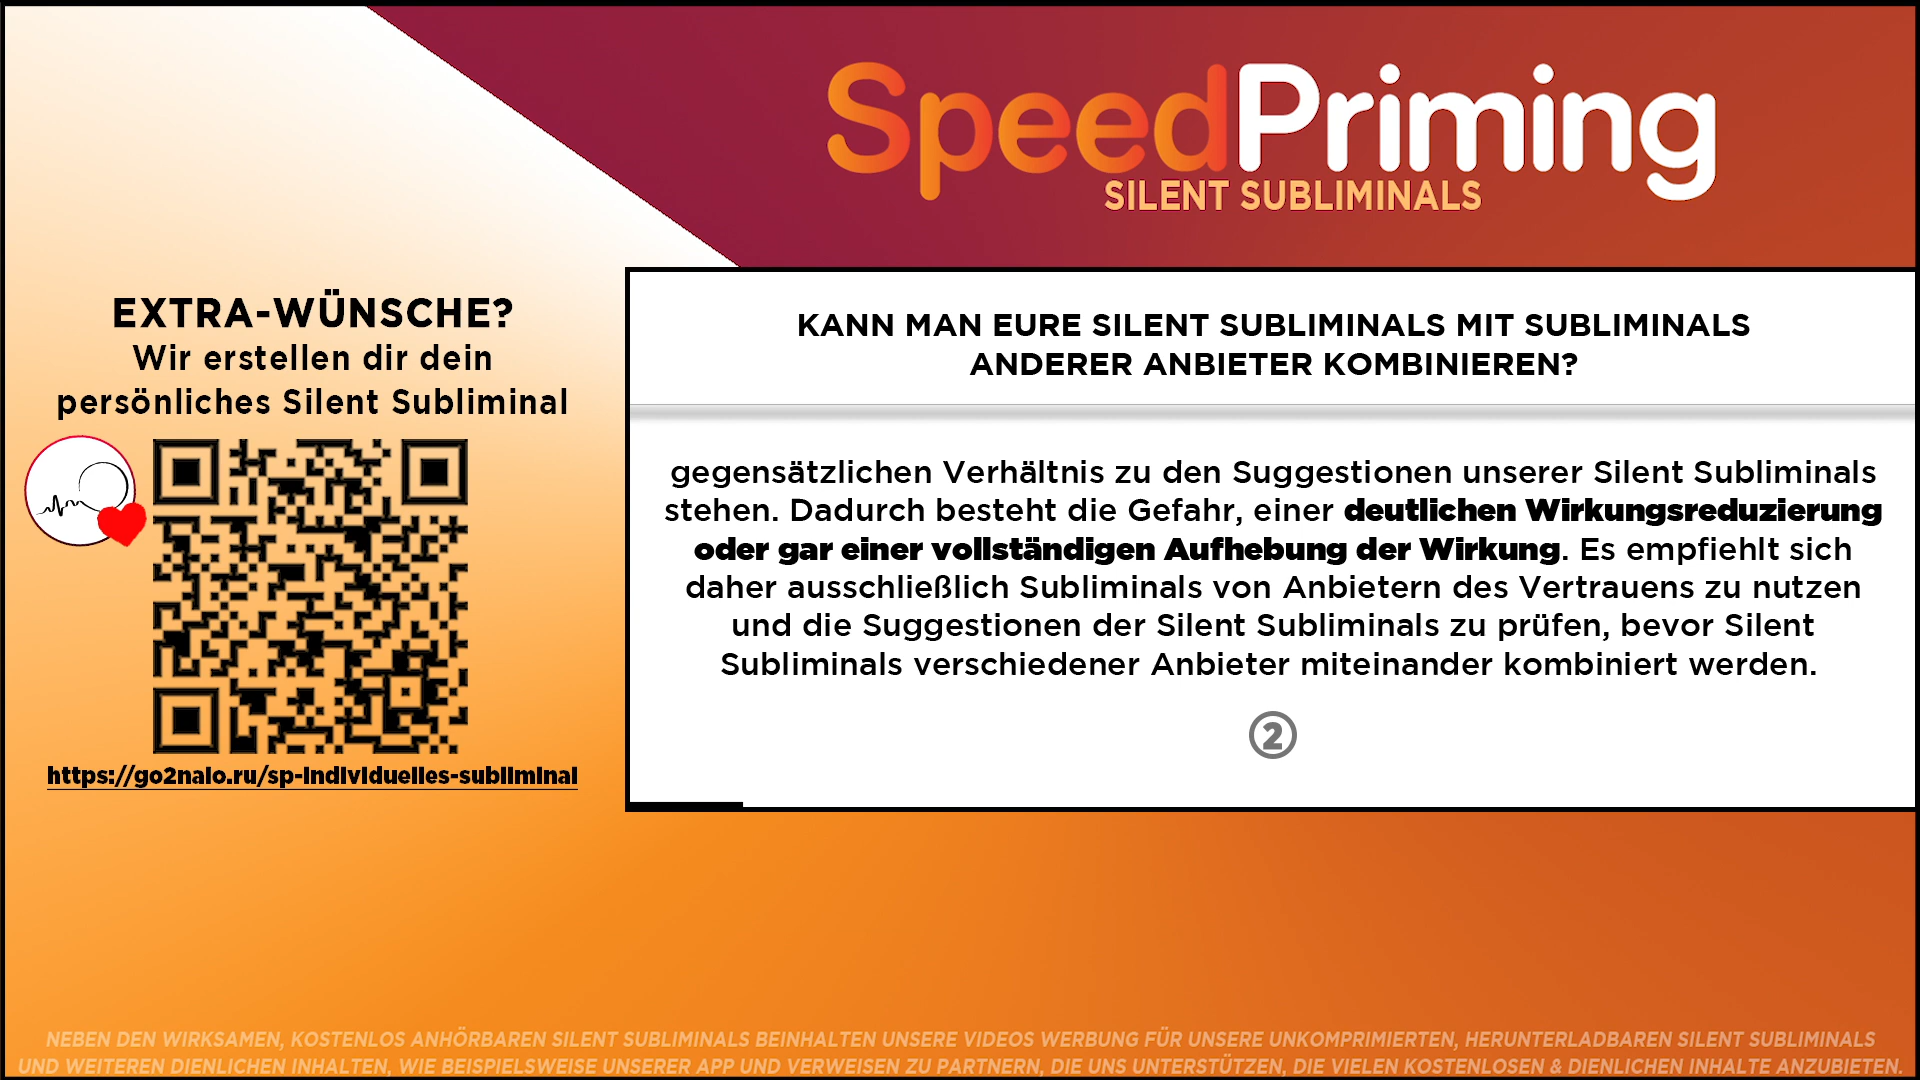 SpeedPriming
SILENT SUBLIMINALS
EXTRA-WÜNSCHE?
Wir erstellen dir dein
persönliches Silent Subliminal
https://go2nalo.ru/sp-individuelles-subliminal
KANN MAN EURE SILENT SUBLIMINALS MIT SUBLIMINALS
ANDERER ANBIETER KOMBINIEREN?
gegensätzlichen Verhältnis zu den Suggestionen unserer Silent Subliminals
stehen. Dadurch besteht die Gefahr, einer deutlichen Wirkungsreduzierung
oder gar einer vollständigen Aufhebung der Wirkung. Es empfiehlt sich
daher ausschließlich Subliminals von Anbietern des Vertrauens zu nutzen
und die Suggestionen der Silent Subliminals zu prüfen, bevor Silent
Subliminals verschiedener Anbieter miteinander kombiniert werden.
2
NEBEN DEN WIRKSAMEN, KOSTENLOS ANHÖRBAREN SILENT SUBLIMINALS BEINHALTEN UNSERE VIDEOS WERBUNG FÜR UNSERE UNKOMPRIMIERTEN, HERUNTERLADBAREN SILENT SUBLIMINALS
UND WEITEREN DIENLICHEN INHALTEN, WIE BEISPIELSWEISE UNSERER APP UND VERWEISEN ZU PARTNERN, DIE UNS UNTERSTÜTZEN, DIE VIELEN KOSTENLOSEN & DIENLICHEN INHALTE ANZUBIETEN.